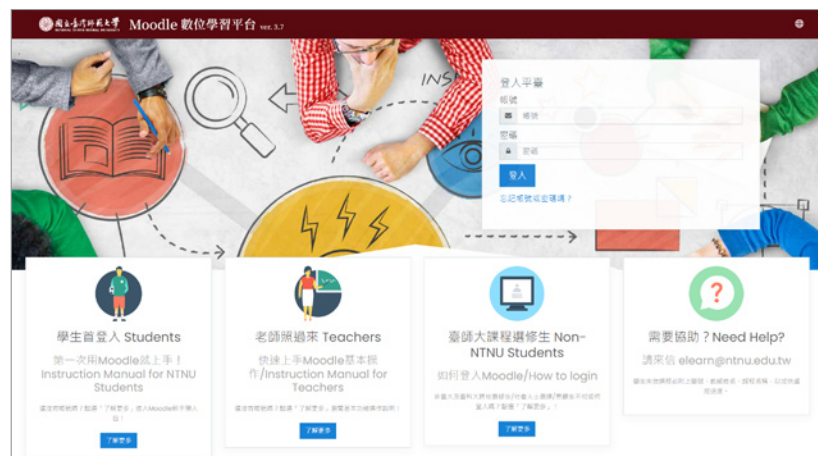 國立臺灣師範大學 Moodle 數位學習平台 ver. 3.7
INS
登入平臺
帳號
帳號
密碼
密碼
登入
忘記帳號或密碼嗎?
學生首登入 Students
第一次用Moodle就上手!
Instruction Manual for NTNU
Students
了解更多
老師照過來 Teachers
快速上手Moodle基本操
作/Instruction Manual for
Teachers
了解更多
臺師大課程選修生 Non-
NTNU Students
如何登入Moodle/How to login
了解更多
需要協助?Need Help?
請來信 elearn@ntnu.edu.tw